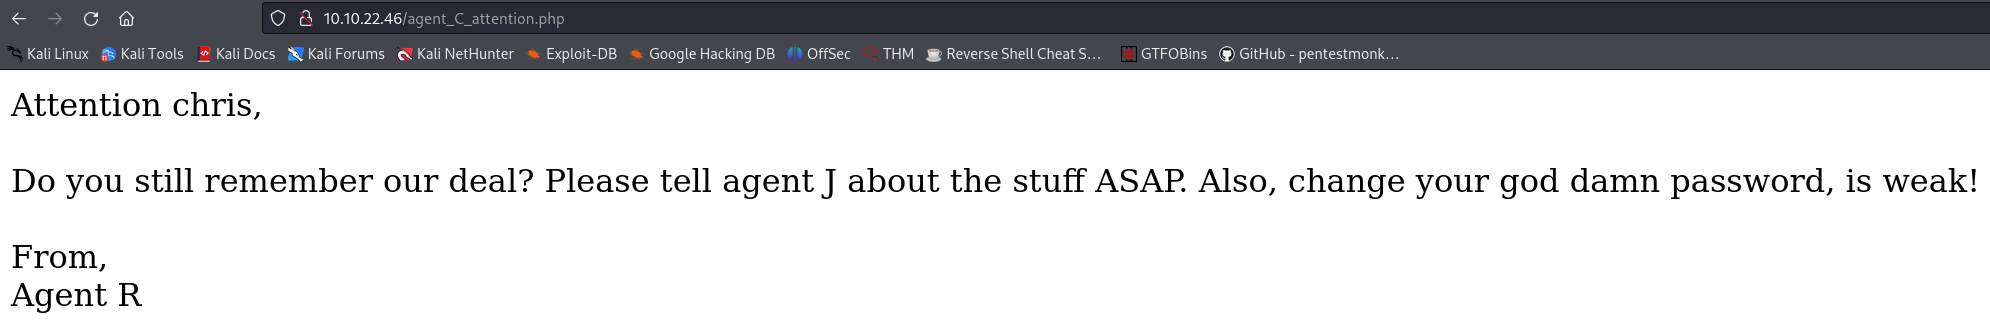 10.10.22.46/agent_C_attention.php
Kali Linux Kali Tools Kali Docs Kali Forums Kali NetHunter Exploit-DB Google Hacking DB OffSec THM Reverse Shell Cheat S... GTFOBins GitHub - pentestmonk...
Attention chris,
Do you still remember our deal? Please tell agent J about the stuff ASAP. Also, change your god damn password, is weak!
From,
Agent R